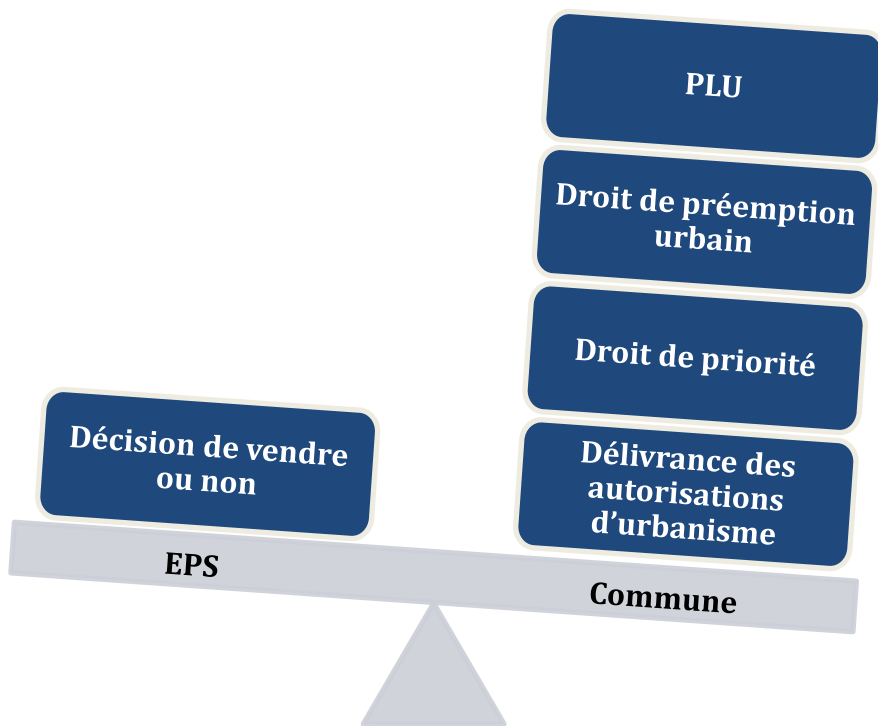 PLU
Droit de préemption
urbain
Droit de priorité
Décision de vendre
ou non
Délivrance des
autorisations
d’urbanisme
EPS
Commune